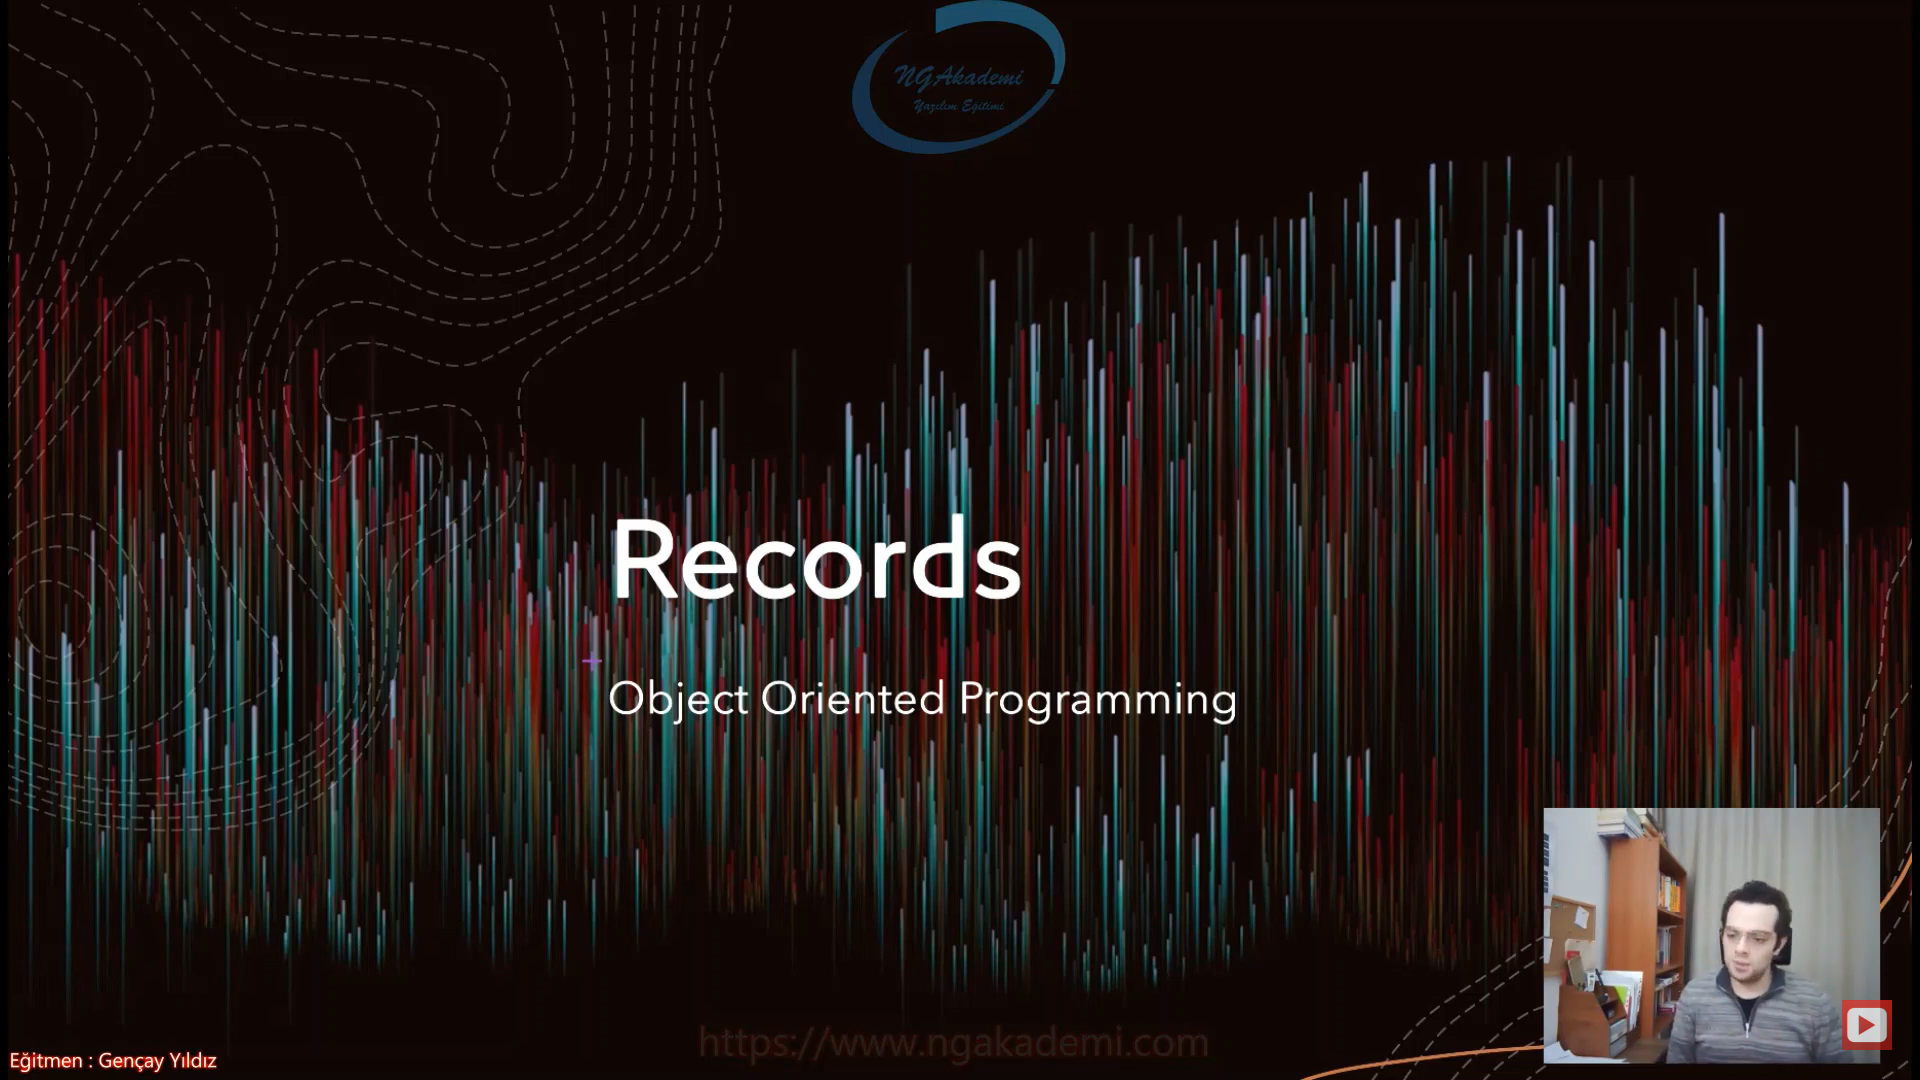 NGAkademi
Yazılım Eğitimi
Records
Object Oriented Programming
https://www.ngakademi.com
Eğitmen : Gençay Yıldız